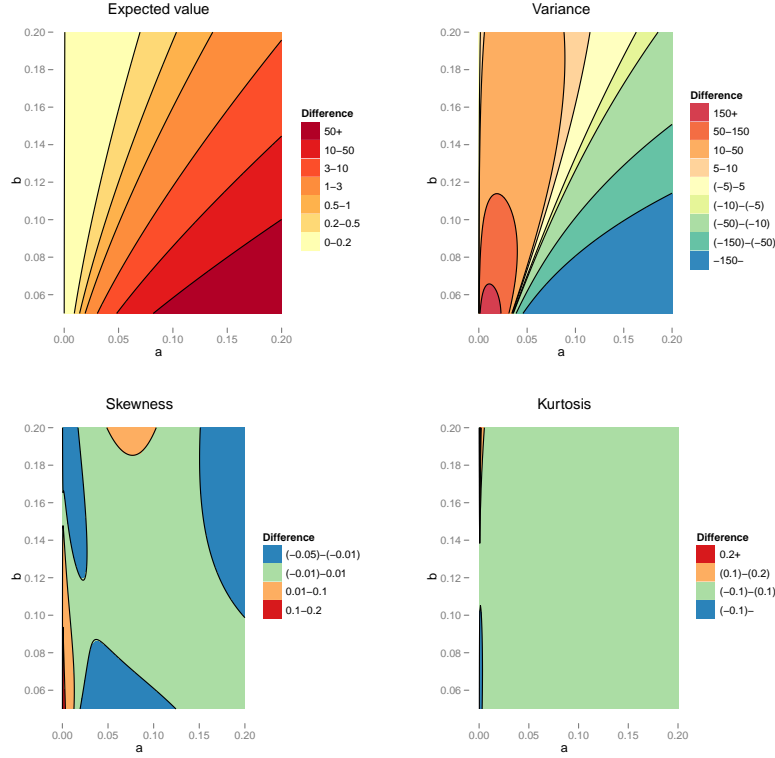 Expected value
0.20
0.18
0.16
0.14
0.12
0.10
0.08
0.06
b
0.00 0.05 0.10 0.15 0.20
a
Difference
50+
10−50
3−10
1−3
0.5−1
0.2−0.5
0−0.2
Variance
0.20
0.18
0.16
0.14
0.12
0.10
0.08
0.06
b
0.00 0.05 0.10 0.15 0.20
a
Difference
150+
50−150
10−50
5−10
(−5)−5
(−10)−(−5)
(−50)−(−10)
(−150)−(−50)
−150−
Skewness
0.20
0.18
0.16
0.14
0.12
0.10
0.08
0.06
b
0.00 0.05 0.10 0.15 0.20
a
Difference
(−0.05)−(−0.01)
(−0.01)−0.01
0.01−0.1
0.1−0.2
Kurtosis
0.20
0.18
0.16
0.14
0.12
0.10
0.08
0.06
b
0.00 0.05 0.10 0.15 0.20
a
Difference
0.2+
(0.1)−(0.2)
(−0.1)−(0.1)
(−0.1)−